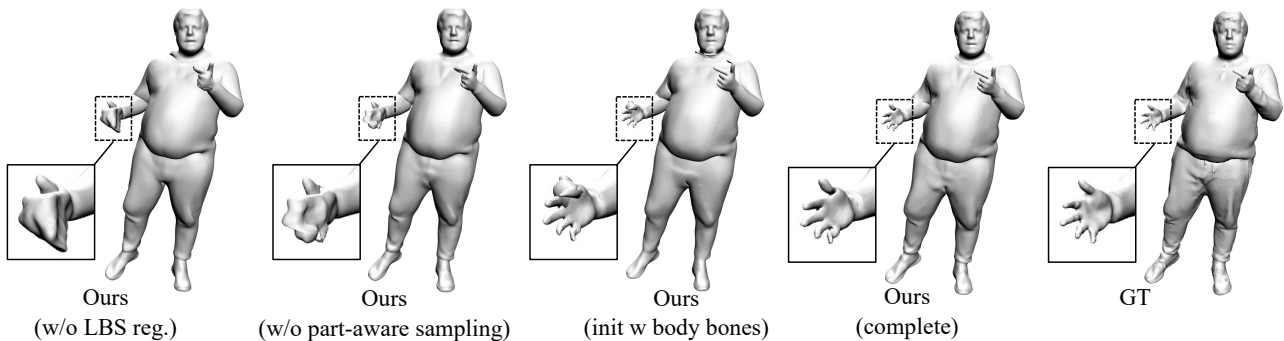 Ours
(w/o LBS reg.)
Ours
(w/o part-aware sampling)
Ours
(init w body bones)
Ours
(complete)
GT